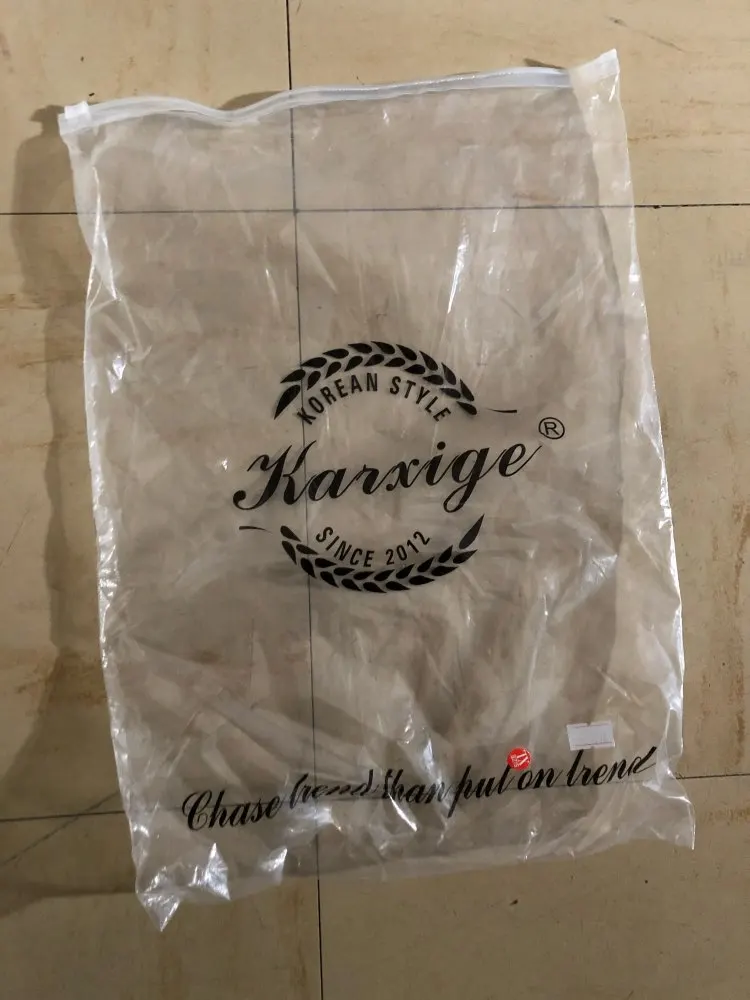 KOREAN STYLE
Karxige®
SINCE 2012
Chase trend than put on trend